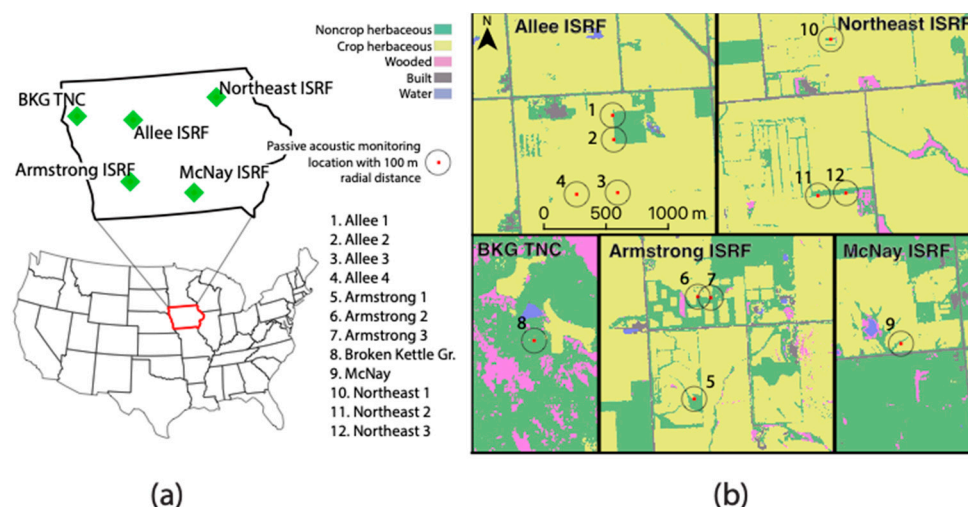 BKG TNC
Northeast ISRF
Allee ISRF
Armstrong ISRF
McNay ISRF
Noncrop herbaceous
Crop herbaceous
Wooded
Built
Water
Passive acoustic monitoring
location with 100 m
radial distance
1. Allee 1
2. Allee 2
3. Allee 3
4. Allee 4
5. Armstrong 1
6. Armstrong 2
7. Armstrong 3
8. Broken Kettle Gr.
9. McNay
10. Northeast 1
11. Northeast 2
12. Northeast 3
(a)
N
Allee ISRF
1
2
4
3
0 500 1000 m
Northeast ISRF
10
11 12
BKG TNC
8
Armstrong ISRF
6 7
5
McNay ISRF
9
(b)